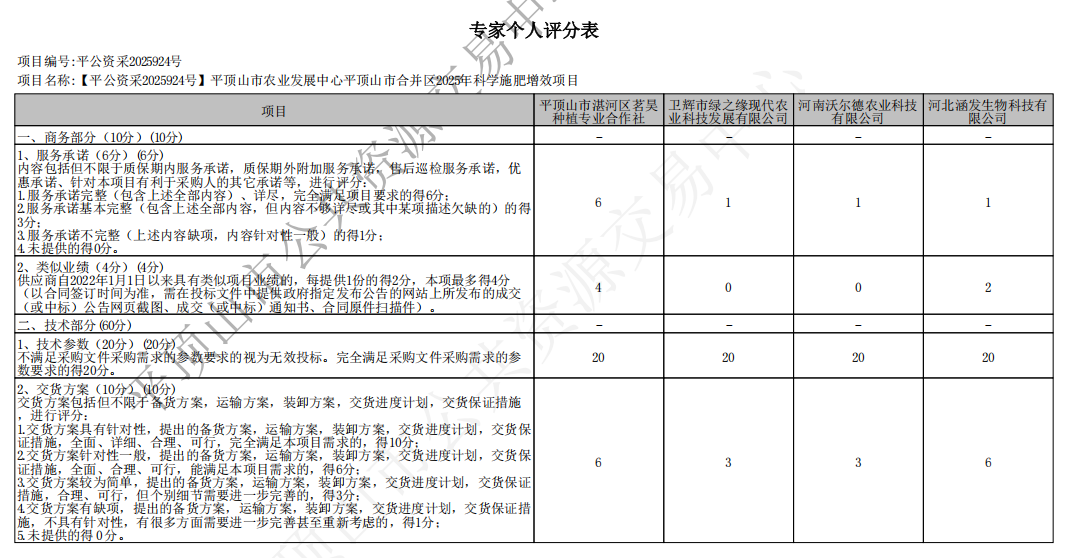 专家个人评分表
项目编号:平公资采2025924号
项目名称:【平公资采2025924号】平顶山市农业发展中心平顶山市合并区2025年科学施肥增效项目
项目 平顶山市湛河区茗昊 卫辉市绿之缘现代农 河南沃尔德农业科技 河北涵发生物科技有
种植专业合作社 业科技发展有限公司 有限公司 限公司
一、商务部分（10分）(10分) – – – –
1、服务承诺（6分）(6分)
内容包括但不限于质保期内服务承诺，质保期外附加服务承诺，售后巡检服务承诺，优
惠承诺、针对本项目有利于采购人的其它承诺等，进行评分：
1.服务承诺完整（包含上述全部内容）、详尽，完全满足项目要求的得6分；
2.服务承诺基本完整（包含上述全部内容，但内容不够详尽或其中某项描述欠缺的）的得
3分；
3.服务承诺不完整（上述内容缺项，内容针对性一般）的得1分；
4.未提供的得0分。
6 1 1 1
2、类似业绩（4分）(4分)
供应商自2022年1月1日以来具有类似项目业绩的，每提供1份的得2分，本项最多得4分
（以合同签订时间为准，需在投标文件中提供政府指定发布公告的网站上所发布的成交
（或中标）公告网页截图、成交（或中标）通知书、合同原件扫描件）。
4 0 0 2
二、技术部分(60分) – – – –
1、技术参数（20分）(20分)
不满足采购文件采购需求的参数要求的视为无效投标。完全满足采购文件采购需求的参
数要求的得20分。
20 20 20 20
2、交货方案（10分）(10分)
交货方案包括但不限于备货方案，运输方案，装卸方案，交货进度计划，交货保证措施
，进行评分；
1.交货方案具有针对性，提出的备货方案，运输方案，装卸方案，交货进度计划，交货保
证措施，全面、详细、合理、可行，完全满足本项目需求的，得10分；
2.交货方案针对性一般，提出的备货方案，运输方案，装卸方案，交货进度计划，交货保
证措施，全面、合理、可行，能满足本项目需求的，得6分；
3.交货方案较为简单，提出的备货方案，运输方案，装卸方案，交货进度计划，交货保证
措施，合理、可行，但个别细节需要进一步完善的，得3分；
4.交货方案有缺项，提出的备货方案，运输方案，装卸方案，交货进度计划，交货保证措
施，不具有针对性，有很多方面需要进一步完善甚至重新考虑的，得1分；
5.未提供的得 0 分。
6 3 3 6
平顶山市公共资源交易中心
顶山市公共资源交易中心